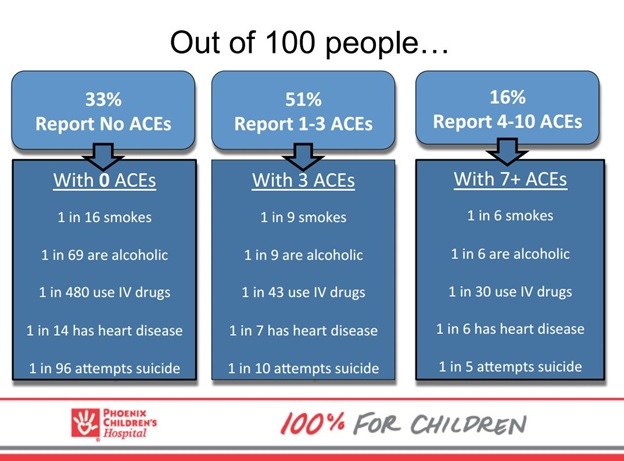 Out of 100 people…
33%
Report No ACEs
With 0 ACEs
1 in 16 smokes
1 in 69 are alcoholic
1 in 480 use IV drugs
1 in 14 has heart disease
1 in 96 attempts suicide
51%
Report 1-3 ACEs
With 3 ACEs
1 in 9 smokes
1 in 9 are alcoholic
1 in 43 use IV drugs
1 in 7 has heart disease
1 in 10 attempts suicide
16%
Report 4-10 ACEs
With 7+ ACEs
1 in 6 smokes
1 in 6 are alcoholic
1 in 30 use IV drugs
1 in 6 has heart disease
1 in 5 attempts suicide
PHOENIX
CHILDREN'S
Hospital
100% FOR CHILDREN